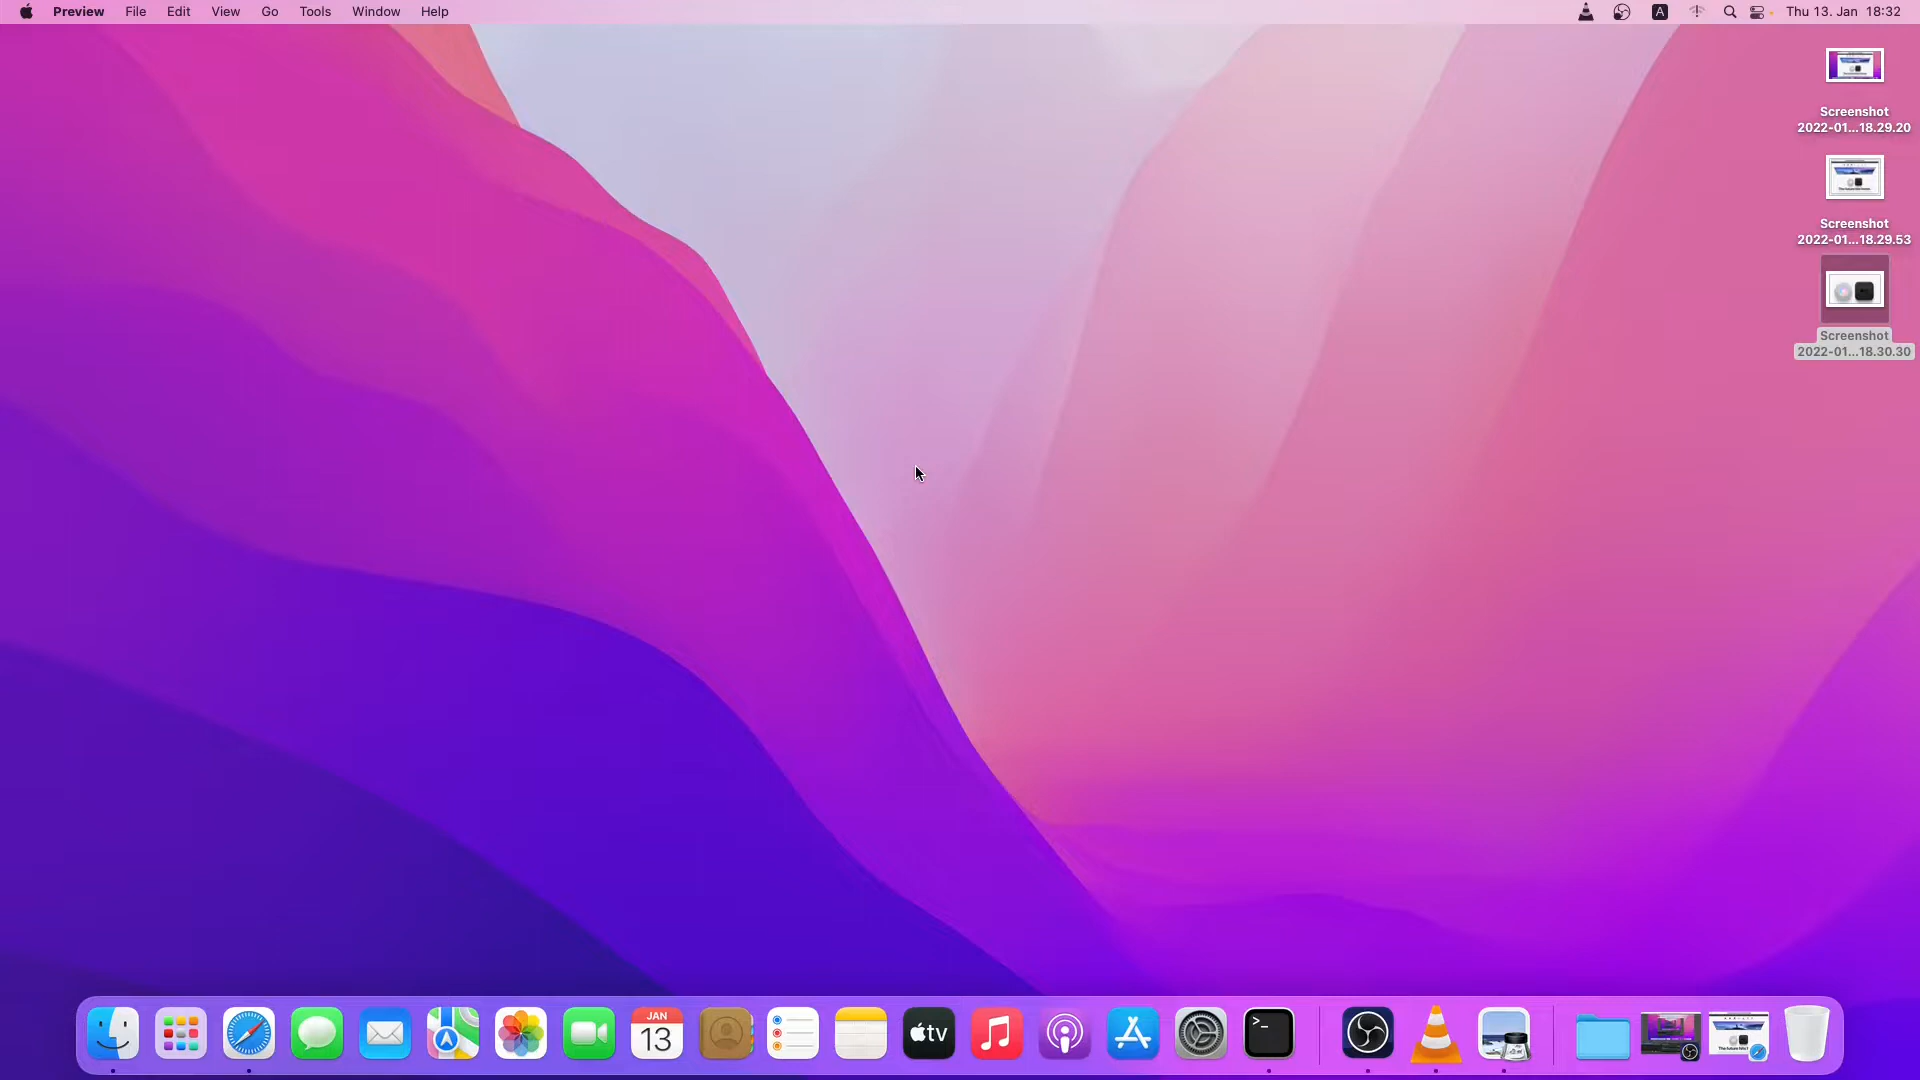 Preview File Edit View Go Tools Window Help
A
Thu 13. Jan 18:32
Screenshot
2022-01...18.29.20
Screenshot
2022-01...18.29.53
Screenshot
2022-01...18.30.30
JAN
13
tv
>_